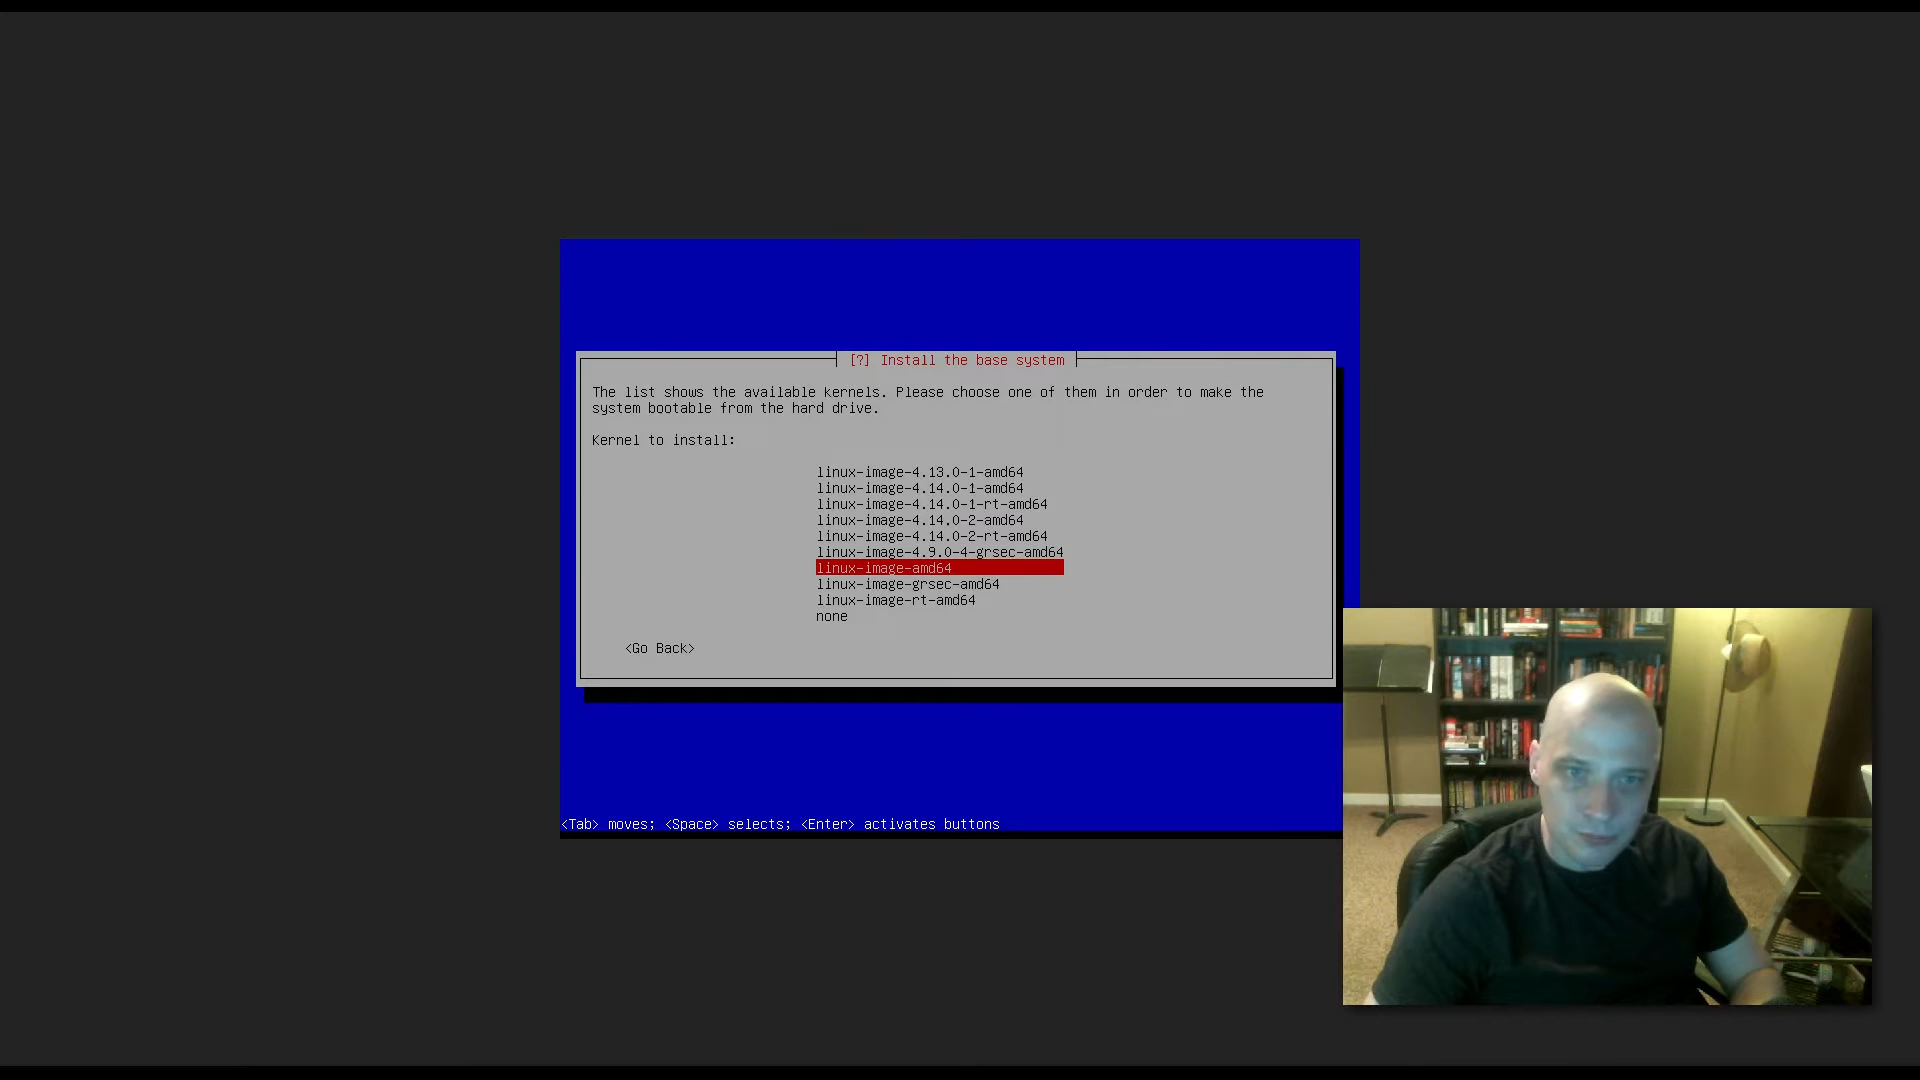 [?] Install the base system
The list shows the available kernels. Please choose one of them in order to make the
system bootable from the hard drive.
Kernel to install:
linux-image-4.13.0-1-amd64
linux-image-4.14.0-1-amd64
linux-image-4.14.0-1-rt-amd64
linux-image-4.14.0-2-amd64
linux-image-4.14.0-2-rt-amd64
linux-image-4.9.0-4-grsec-amd64
linux-image-amd64
linux-image-grsec-amd64
linux-image-rt-amd64
none
<Go Back>
<Tab> moves; <Space> selects; <Enter> activates buttons